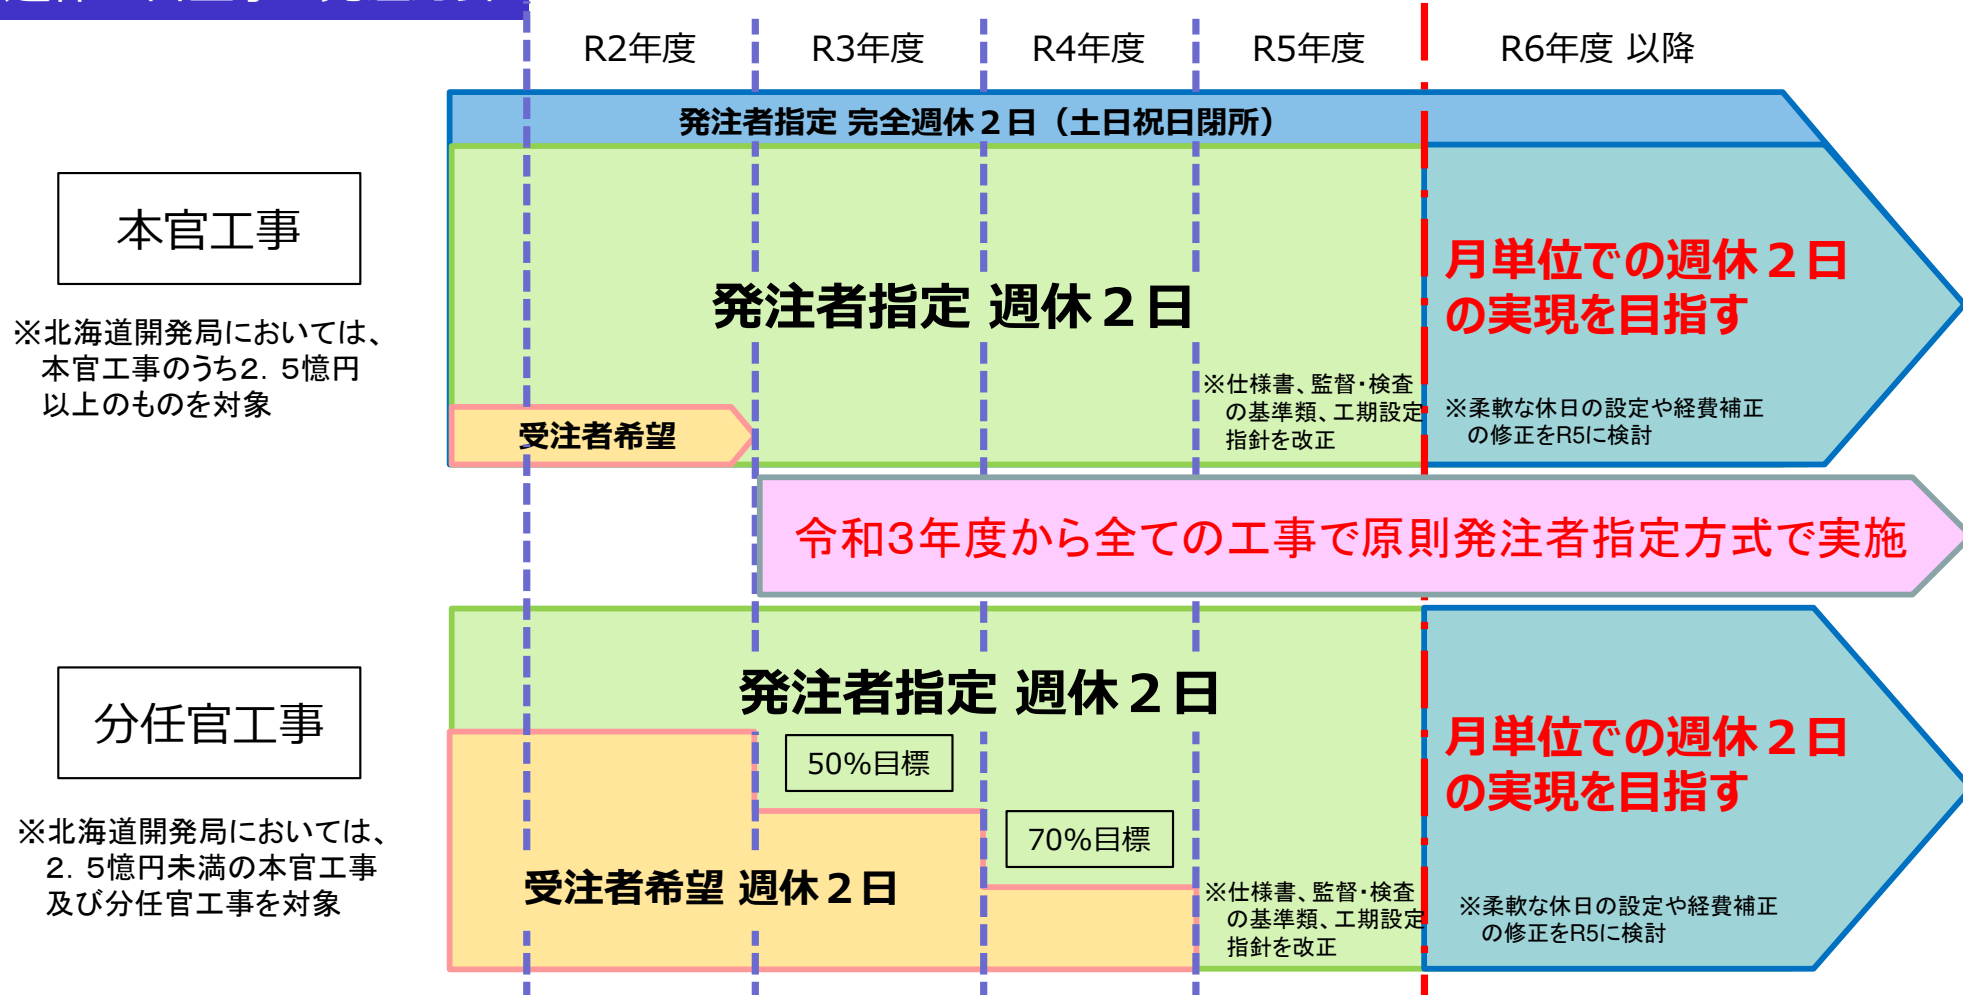 R2年度
R3年度
R4年度
R5年度
R6年度 以降
発注者指定 完全週休２日（土日祝日閉所）
本官工事
※北海道開発局においては、
本官工事のうち2．5憶円
以上のものを対象
発注者指定 週休２日
受注者希望
※仕様書、監督・検査
の基準類、工期設定
指針を改正
月単位での週休２日
の実現を目指す
※柔軟な休日の設定や経費補正
の修正をR5に検討
令和3年度から全ての工事で原則発注者指定方式で実施
分任官工事
※北海道開発局においては、
2．5憶円未満の本官工事
及び分任官工事を対象
発注者指定 週休２日
50%目標
70%目標
受注者希望 週休２日
※仕様書、監督・検査
の基準類、工期設定
指針を改正
月単位での週休２日
の実現を目指す
※柔軟な休日の設定や経費補正
の修正をR5に検討